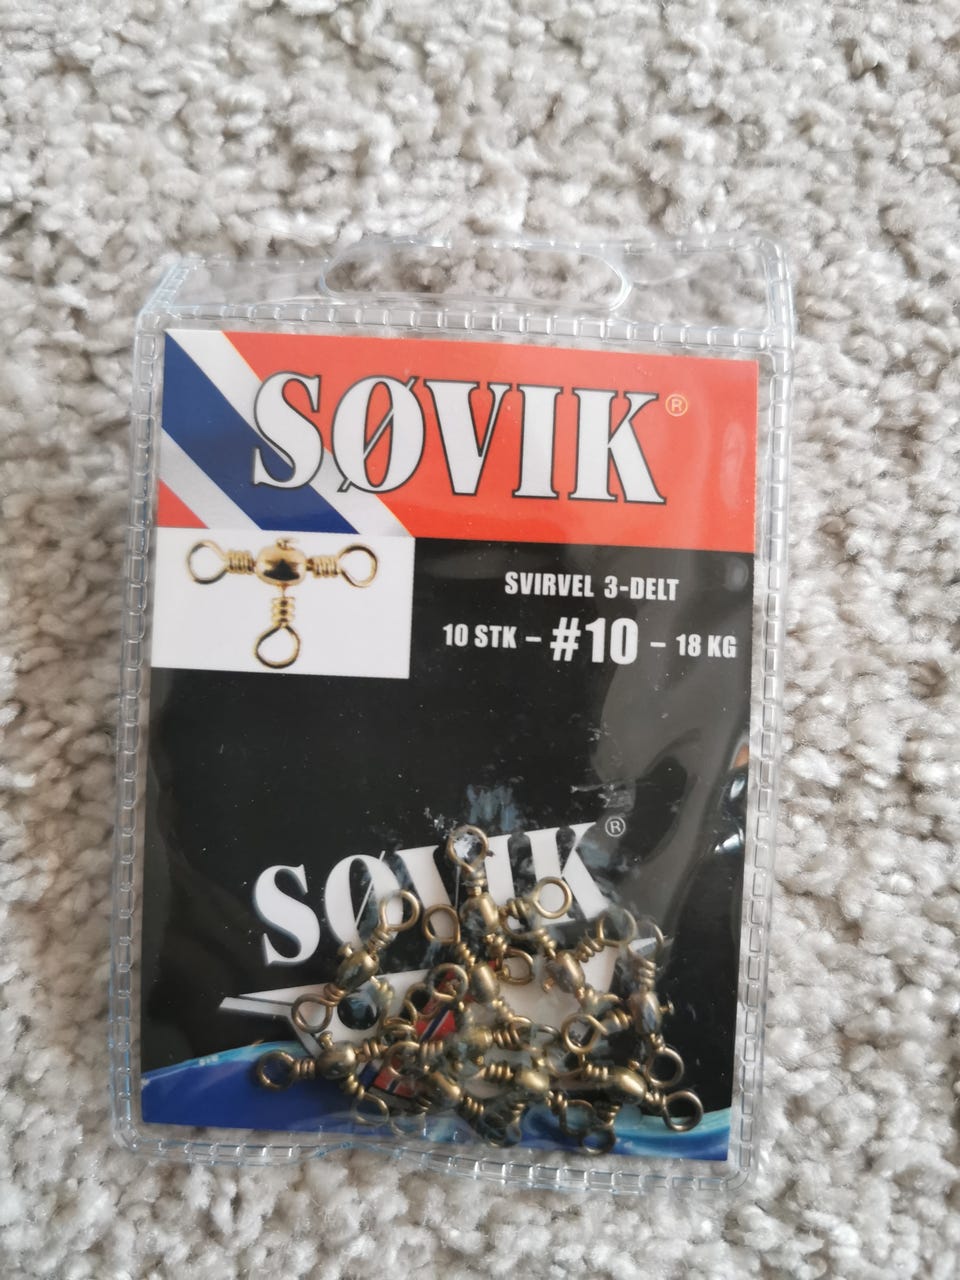 SØVIK®
SVIRVEL 3-DELT
10 STK – #10 – 18 KG
SØVIK®